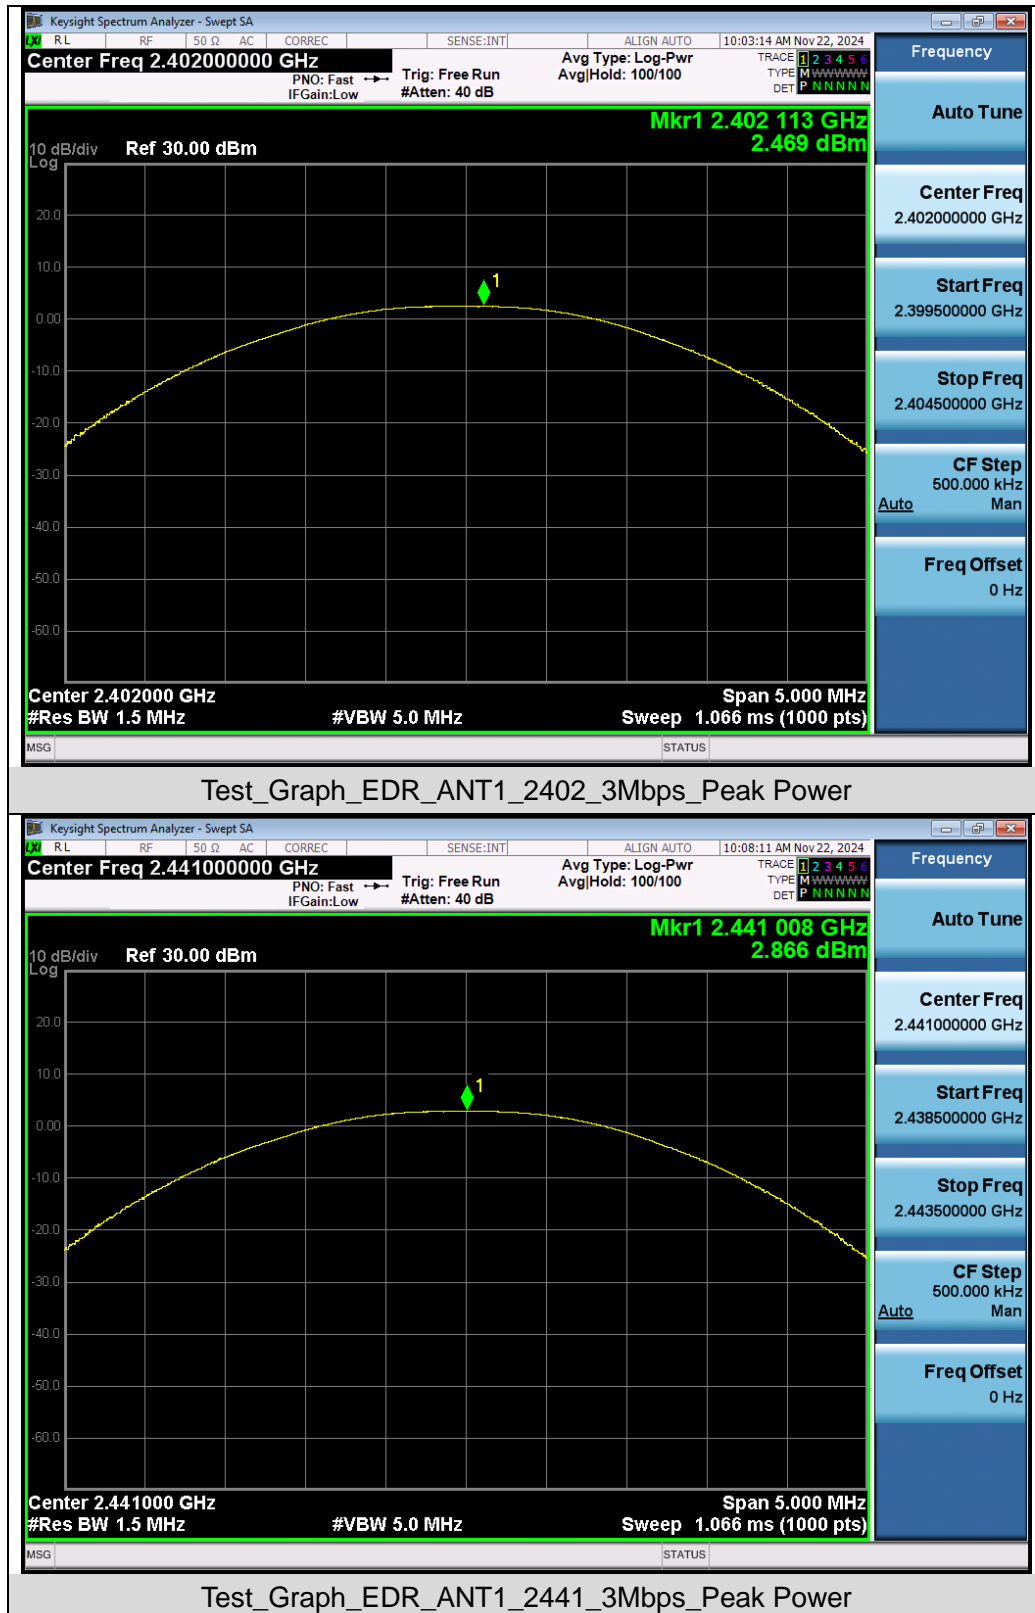 Keysight Spectrum Analyzer - Swept SA
LXI RL RF 50 Ω AC CORREC SENSE:INT ALIGN AUTO 10:03:14 AM Nov 22, 2024
Center Freq 2.402000000 GHz
PNO: Fast
IFGain:Low
Trig: Free Run
#Atten: 40 dB
Avg Type: Log-Pwr
Avg|Hold: 100/100
TRACE 1 2 3 4 5 6
TYPE M WWWWW
DET P N N N N N
Mkr1 2.402 113 GHz
2.469 dBm
10 dB/div Ref 30.00 dBm
Log
20.0
10.0
0.00
-10.0
-20.0
-30.0
-40.0
-50.0
-60.0
1
Center 2.402000 GHz Span 5.000 MHz
#Res BW 1.5 MHz #VBW 5.0 MHz Sweep 1.066 ms (1000 pts)
MSG STATUS
Frequency
Auto Tune
Center Freq
2.402000000 GHz
Start Freq
2.399500000 GHz
Stop Freq
2.404500000 GHz
CF Step
500.000 kHz
Auto Man
Freq Offset
0 Hz
Test_Graph_EDR_ANT1_2402_3Mbps_Peak Power
Keysight Spectrum Analyzer - Swept SA
LXI RL RF 50 Ω AC CORREC SENSE:INT ALIGN AUTO 10:08:11 AM Nov 22, 2024
Center Freq 2.441000000 GHz
PNO: Fast
IFGain:Low
Trig: Free Run
#Atten: 40 dB
Avg Type: Log-Pwr
Avg|Hold: 100/100
TRACE 1 2 3 4 5 6
TYPE M WWWWW
DET P N N N N N
Mkr1 2.441 008 GHz
2.866 dBm
10 dB/div Ref 30.00 dBm
Log
20.0
10.0
0.00
-10.0
-20.0
-30.0
-40.0
-50.0
-60.0
1
Center 2.441000 GHz Span 5.000 MHz
#Res BW 1.5 MHz #VBW 5.0 MHz Sweep 1.066 ms (1000 pts)
MSG STATUS
Frequency
Auto Tune
Center Freq
2.441000000 GHz
Start Freq
2.438500000 GHz
Stop Freq
2.443500000 GHz
CF Step
500.000 kHz
Auto Man
Freq Offset
0 Hz
Test_Graph_EDR_ANT1_2441_3Mbps_Peak Power